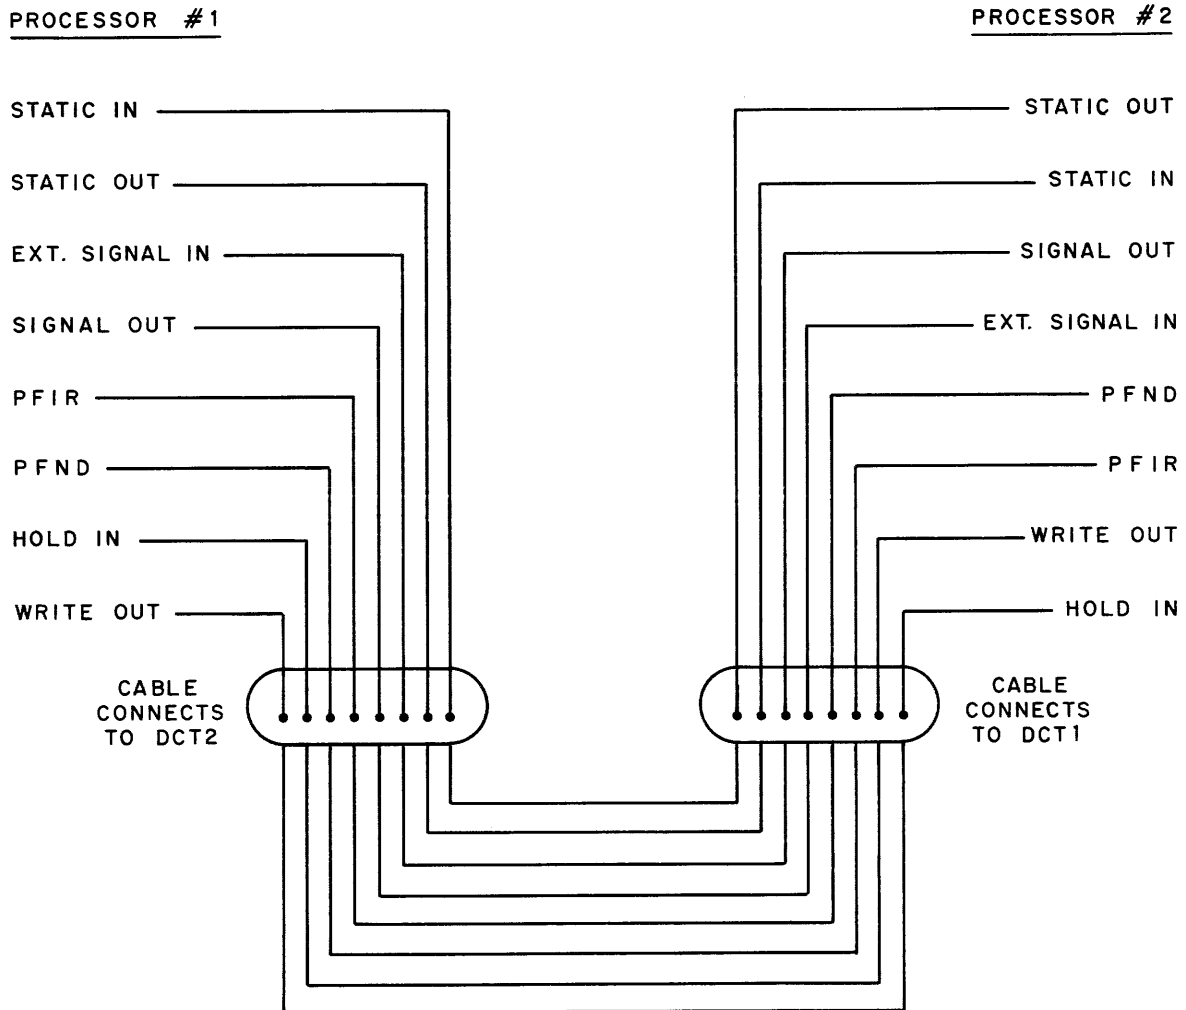 PROCESSOR #1
PROCESSOR #2
STATIC IN
STATIC OUT
STATIC OUT
STATIC IN
EXT. SIGNAL IN
SIGNAL OUT
SIGNAL OUT
EXT. SIGNAL IN
PFIR
PFND
PFND
PFIR
HOLD IN
WRITE OUT
WRITE OUT
HOLD IN
CABLE
CONNECTS
TO DCT2
CABLE
CONNECTS
TO DCT1